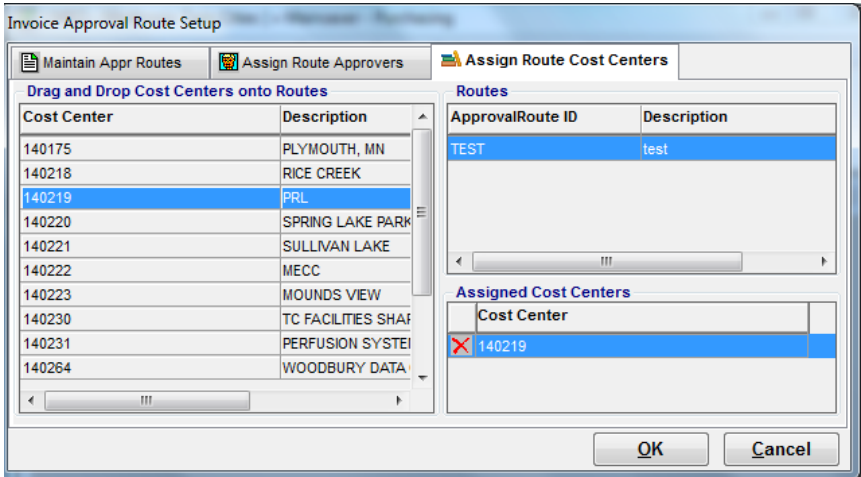 Invoice Approval Route Setup
Maintain Appr Routes
Assign Route Approvers
Assign Route Cost Centers
Drag and Drop Cost Centers onto Routes
Cost Center Description
140175 PLYMOUTH, MN
140218 RICE CREEK
140219 PRL
140220 SPRING LAKE PARK
140221 SULLIVAN LAKE
140222 MECC
140223 MOUNDS VIEW
140230 TC FACILITIES SHAR
140231 PERFUSION SYSTE
140264 WOODBURY DATA
Routes
ApprovalRoute ID Description
TEST test
Assigned Cost Centers
Cost Center
140219
OK
Cancel